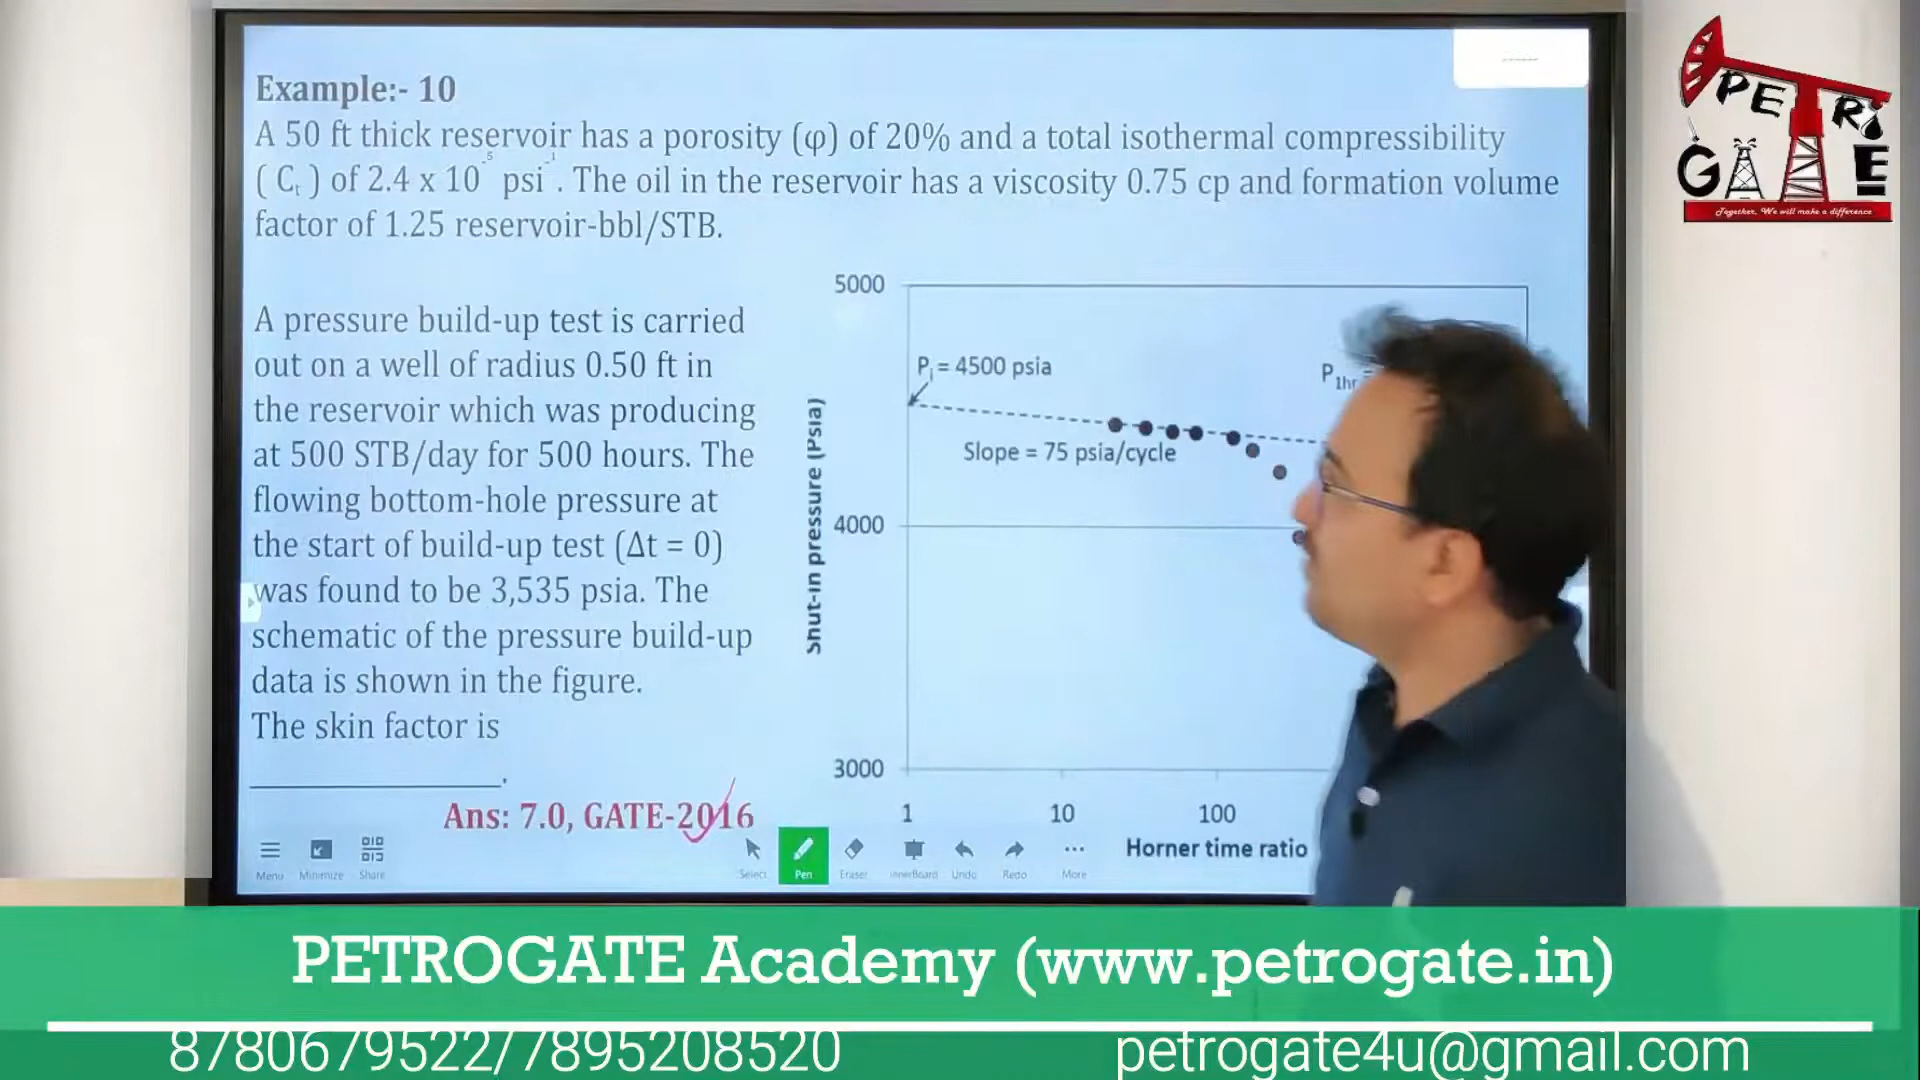 Example:- 10
A 50 ft thick reservoir has a porosity (φ) of 20% and a total isothermal compressibility
( Cₜ ) of 2.4 x 10⁻⁵ psi⁻¹. The oil in the reservoir has a viscosity 0.75 cp and formation volume
factor of 1.25 reservoir-bbl/STB.
A pressure build-up test is carried
out on a well of radius 0.50 ft in
the reservoir which was producing
at 500 STB/day for 500 hours. The
flowing bottom-hole pressure at
the start of build-up test (Δt = 0)
was found to be 3,535 psia. The
schematic of the pressure build-up
data is shown in the figure.
The skin factor is
.
Ans: 7.0, GATE-2016
5000
Pᵢ = 4500 psia
P1hr =
Slope = 75 psia/cycle
4000
3000
Shut-in pressure (Psia)
1 10 100
Horner time ratio
Menu Minimize Share Select Pen Eraser InnerBoard Undo Redo More
PETR
GATE
Together, We will make a difference
PETROGATE Academy (www.petrogate.in)
8780679522/7895208520 petrogate4u@gmail.com